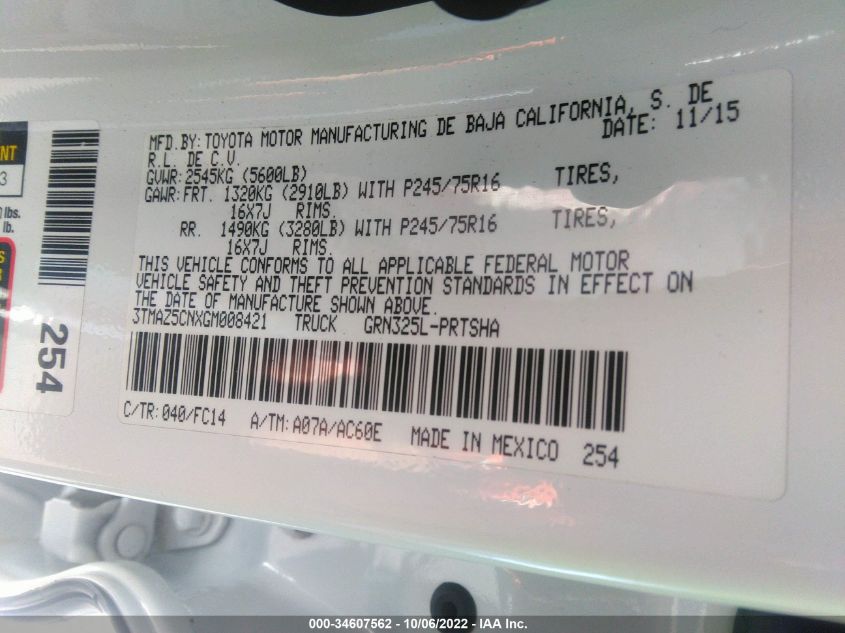 MFD.BY:TOYOTA MOTOR MANUFACTURING DE BAJA CALIFORNIA, S. DE
R.L. DE C.V. DATE: 11/15
GVWR:2545KG (5600LB)
GAWR:FRT. 1320KG (2910LB) WITH P245/75R16 TIRES,
16X7J RIMS.
RR. 1490KG (3280LB) WITH P245/75R16 TIRES,
16X7J RIMS.
THIS VEHICLE CONFORMS TO ALL APPLICABLE FEDERAL MOTOR
VEHICLE SAFETY AND THEFT PREVENTION STANDARDS IN EFFECT ON
THE DATE OF MANUFACTURE SHOWN ABOVE.
3TMAZ5CNXGM008421 TRUCK GRN325L-PRTSHA
C/TR:040/FC14 A/TM:A07A/AC60E MADE IN MEXICO 254
254
lbs.
lb.
000-34607562 - 10/06/2022 - IAA Inc.